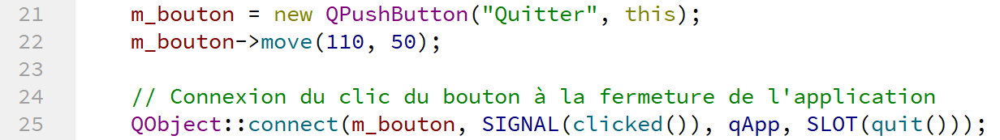 21 m_bouton = new QPushButton("Quitter", this);
22 m_bouton->move(110, 50);
23
24 // Connexion du clic du bouton à la fermeture de l'application
25 QObject::connect(m_bouton, SIGNAL(clicked()), qApp, SLOT(quit()));